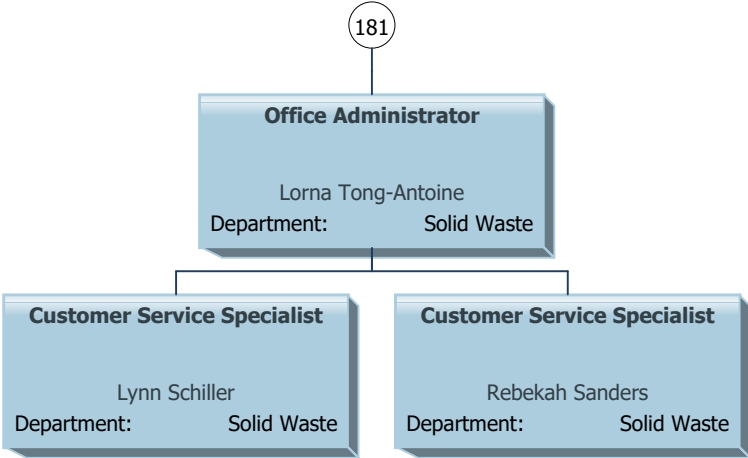 181
Office Administrator
Lorna Tong-Antoine
Department: Solid Waste
Customer Service Specialist
Lynn Schiller
Department: Solid Waste
Customer Service Specialist
Rebekah Sanders
Department: Solid Waste